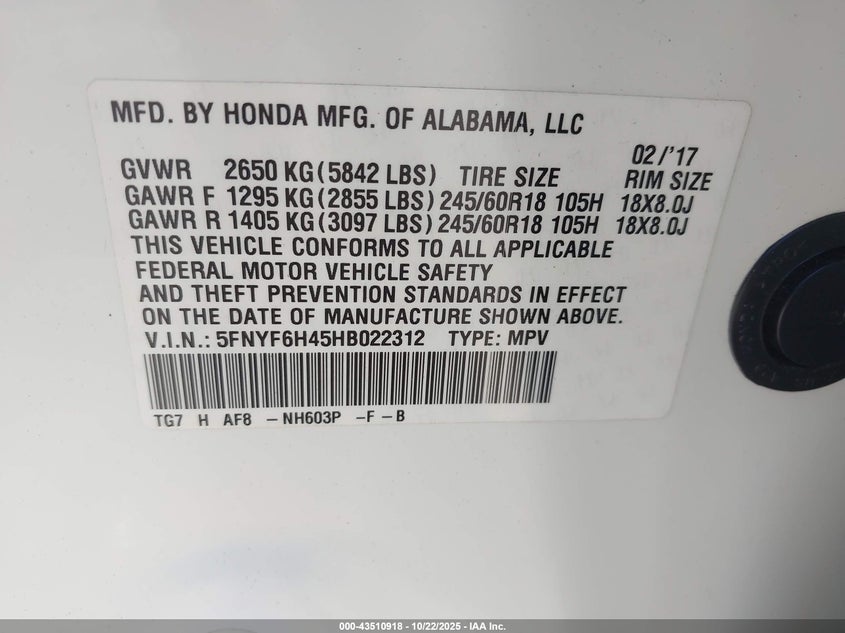 MFD. BY HONDA MFG. OF ALABAMA, LLC
02/'17
GVWR 2650 KG(5842 LBS) TIRE SIZE RIM SIZE
GAWR F 1295 KG(2855 LBS)245/60R18 105H 18X8.0J
GAWR R 1405 KG(3097 LBS)245/60R18 105H 18X8.0J
THIS VEHICLE CONFORMS TO ALL APPLICABLE
FEDERAL MOTOR VEHICLE SAFETY
AND THEFT PREVENTION STANDARDS IN EFFECT
ON THE DATE OF MANUFACTURE SHOWN ABOVE.
V.I.N.: 5FNYF6H45HB022312 TYPE: MPV
TG7 H AF8 -NH603P -F-B
000-43510918 - 10/22/2025 - IAA Inc.